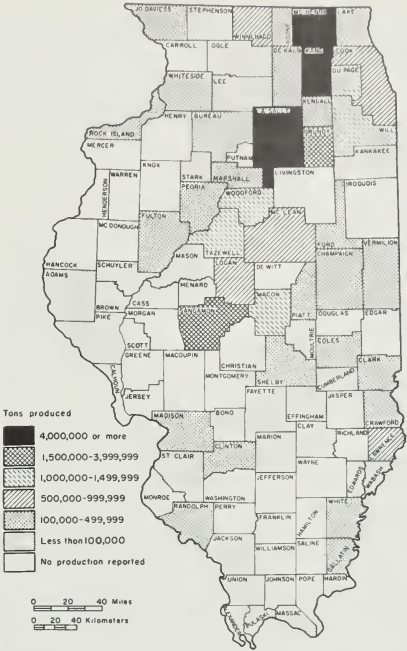 JO DAVIESS
STEPHENSON
WINNEBAGO
BOONE
McHENRY
LAKE
CARROLL
OGLE
DE KALB
KANE
COOK
DU PAGE
WHITESIDE
LEE
KENDALL
WILL
ROCK ISLAND
HENRY
BUREAU
LA SALLE
GRUNDY
MERCER
PUTNAM
KANKAKEE
KNOX
STARK
MARSHALL
LIVINGSTON
HENDERSON
WARREN
PEORIA
WOODFORD
IROQUOIS
McDONOUGH
FULTON
TAZEWELL
McLEAN
FORD
HANCOCK
SCHUYLER
MASON
LOGAN
DE WITT
CHAMPAIGN
VERMILION
ADAMS
BROWN
CASS
MENARD
MACON
PIATT
PIKE
MORGAN
SANGAMON
MOULTRIE
DOUGLAS
EDGAR
SCOTT
CHRISTIAN
COLES
GREENE
MACOUPIN
MONTGOMERY
SHELBY
CUMBERLAND
CLARK
CALHOUN
JERSEY
FAYETTE
EFFINGHAM
JASPER
CRAWFORD
MADISON
BOND
CLAY
RICHLAND
LAWRENCE
ST CLAIR
CLINTON
MARION
WAYNE
EDWARDS
WABASH
MONROE
WASHINGTON
JEFFERSON
RANDOLPH
PERRY
FRANKLIN
HAMILTON
WHITE
JACKSON
WILLIAMSON
SALINE
GALLATIN
UNION
JOHNSON
POPE
HARDIN
ALEXANDER
PULASKI
MASSAC
Tons produced
4,000,000 or more
1,500,000-3,999,999
1,000,000-1,499,999
500,000-999,999
100,000-499,999
Less than 100,000
No production reported
0 20 40 Miles
0 20 40 Kilometers